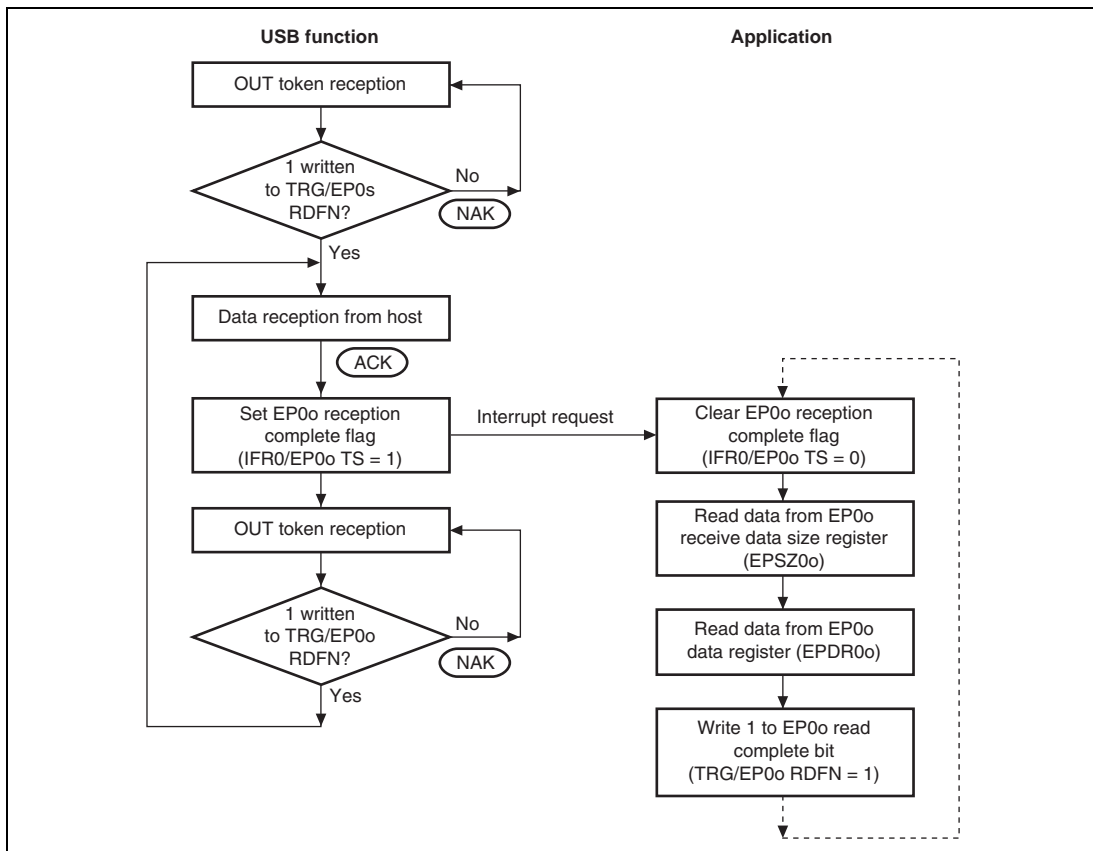 USB function
Application
OUT token reception
1 written
to TRG/EP0s
RDFN?
No
NAK
Yes
Data reception from host
ACK
Set EP0o reception
complete flag
(IFR0/EP0o TS = 1)
Interrupt request
Clear EP0o reception
complete flag
(IFR0/EP0o TS = 0)
OUT token reception
Read data from EP0o
receive data size register
(EPSZ0o)
1 written
to TRG/EP0o
RDFN?
No
NAK
Yes
Read data from EP0o
data register (EPDR0o)
Write 1 to EP0o read
complete bit
(TRG/EP0o RDFN = 1)